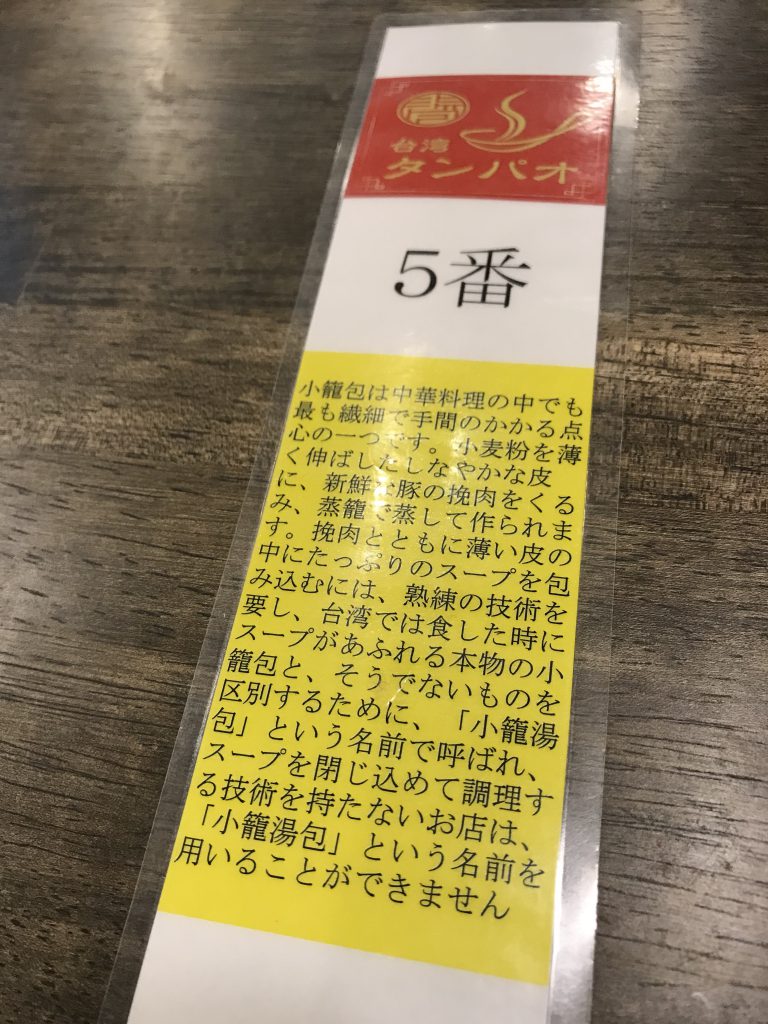 台湾
タンパオ
5番
小籠包は中華料理の中でも
最も繊細で手間のかかる点
心の一つです。小麦粉を薄
く伸ばしたしなやかな皮
に、新鮮な豚の挽肉をくる
み、蒸籠で蒸して作られま
す。挽肉とともに薄い皮の
中にたっぷりのスープを包
み込むには、熟練の技術を
要し、台湾では食した時に
スープがあふれる本物の小
籠包と、そうでないものを
区別するために、「小籠湯
包」という名前で呼ばれ、
スープを閉じ込めて調理す
る技術を持たないお店は、
「小籠湯包」という名前を
用いることができません